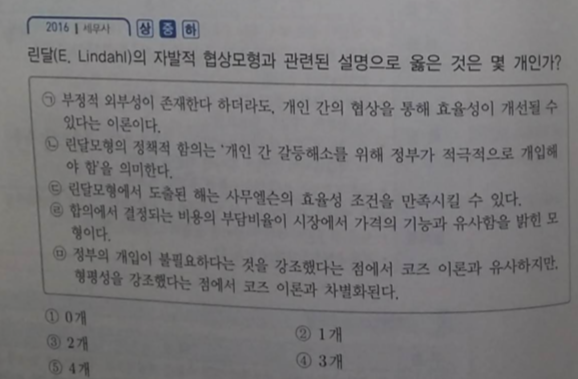 2016 | 세무사 상 중 하
린달(E. Lindahl)의 자발적 협상모형과 관련된 설명으로 옳은 것은 몇 개인가?
㉠ 부정적 외부성이 존재한다 하더라도, 개인 간의 협상을 통해 효율성이 개선될 수
있다는 이론이다.
㉡ 린달모형의 정책적 함의는 '개인 간 갈등해소를 위해 정부가 적극적으로 개입해
야 함'을 의미한다.
㉢ 린달모형에서 도출된 해는 사무엘슨의 효율성 조건을 만족시킬 수 있다.
㉣ 합의에서 결정되는 비용의 부담비율이 시장에서 가격의 기능과 유사함을 밝힌 모
형이다.
㉤ 정부의 개입이 불필요하다는 것을 강조했다는 점에서 코즈 이론과 유사하지만,
형평성을 강조했다는 점에서 코즈 이론과 차별화된다.
① 0개
② 1개
③ 2개
④ 3개
⑤ 4개